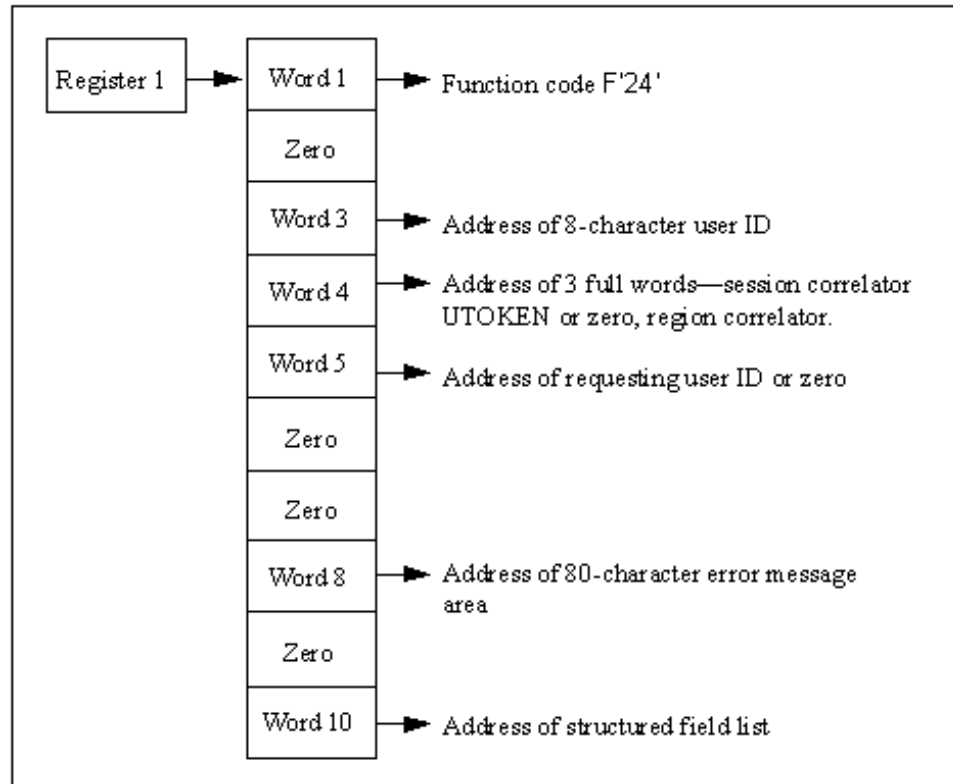 Register 1
Word 1
Function code F'24'
Zero
Word 3
Address of 8-character user ID
Word 4
Address of 3 full words—session correlator
UTOKEN or zero, region correlator.
Word 5
Address of requesting user ID or zero
Zero
Zero
Word 8
Address of 80-character error message
area
Zero
Word 10
Address of structured field list